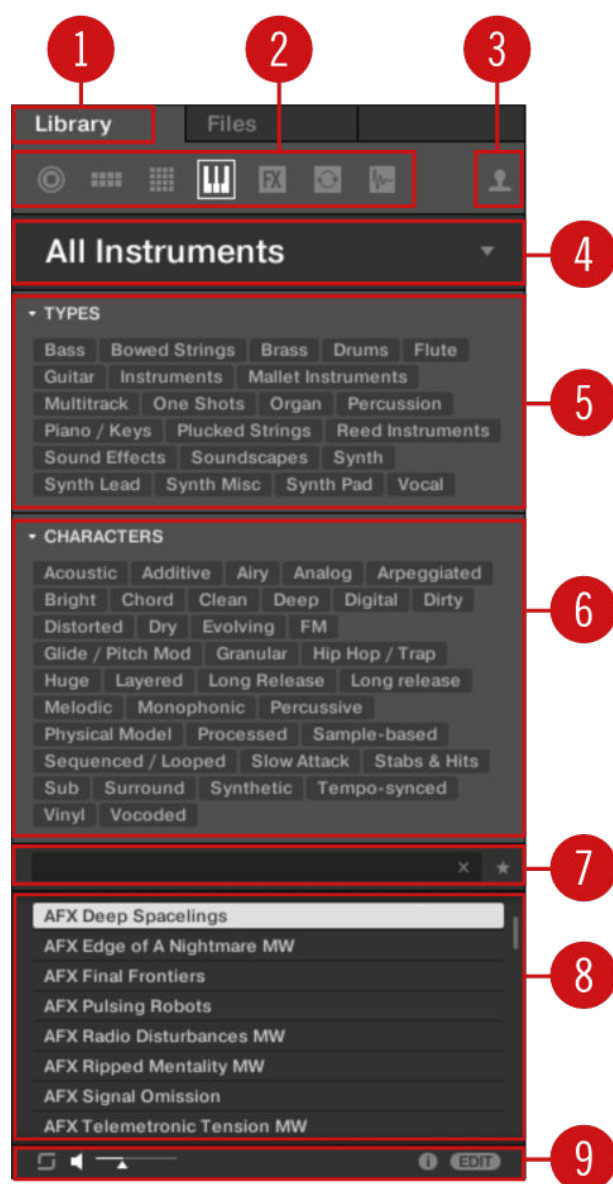 1 2 3
Library Files
FX
All Instruments
4
TYPES
Bass Bowed Strings Brass Drums Flute
Guitar Instruments Mallet Instruments
Multitrack One Shots Organ Percussion
5
Piano / Keys Plucked Strings Reed Instruments
Sound Effects Soundscapes Synth
Synth Lead Synth Misc Synth Pad Vocal
CHARACTERS
Acoustic Additive Airy Analog Arpeggiated
Bright Chord Clean Deep Digital Dirty
Distorted Dry Evolving FM
6
Glide / Pitch Mod Granular Hip Hop / Trap
Huge Layered Long Release Long release
Melodic Monophonic Percussive
Physical Model Processed Sample-based
Sequenced / Looped Slow Attack Stabs & Hits
Sub Surround Synthetic Tempo-synced
Vinyl Vocoded
7
AFX Deep Spacelings
AFX Edge of A Nightmare MW
AFX Final Frontiers
8
AFX Pulsing Robots
AFX Radio Disturbances MW
AFX Ripped Mentality MW
AFX Signal Omission
AFX Telemetronic Tension MW
i EDIT
9